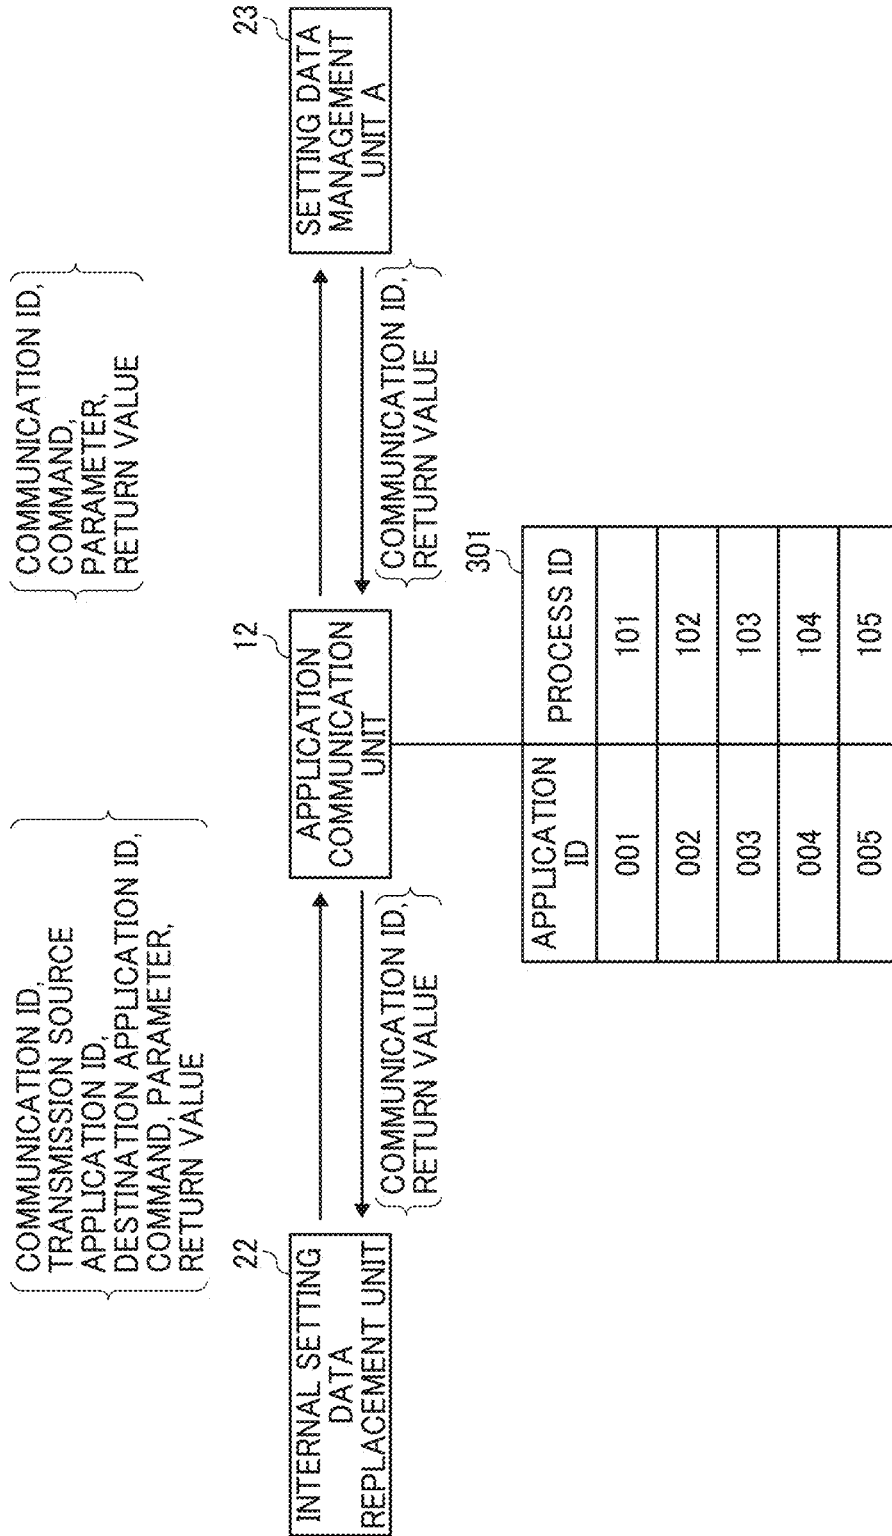 COMMUNICATION ID,
TRANSMISSION SOURCE
APPLICATION ID,
DESTINATION APPLICATION ID,
COMMAND, PARAMETER,
RETURN VALUE
COMMUNICATION ID,
COMMAND,
PARAMETER,
RETURN VALUE
22
INTERNAL SETTING
DATA
REPLACEMENT UNIT
12
APPLICATION
COMMUNICATION
UNIT
23
SETTING DATA
MANAGEMENT
UNIT A
COMMUNICATION ID,
RETURN VALUE
COMMUNICATION ID,
RETURN VALUE
301
APPLICATION
ID
PROCESS ID
001 101
002 102
003 103
004 104
005 105